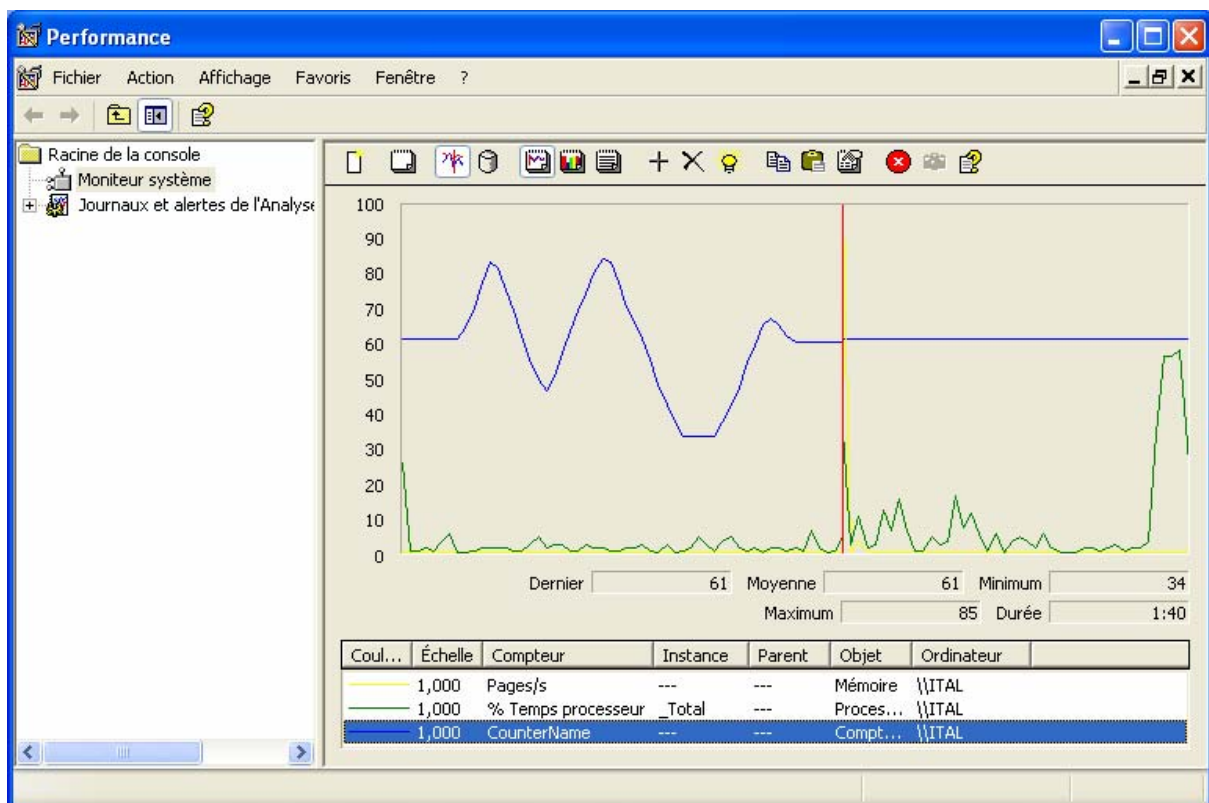 Performance
Fichier Action Affichage Favoris Fenêtre ?
Racine de la console
Moniteur système
Journaux et alertes de l'Analyse
100
90
80
70
60
50
40
30
20
10
0
Dernier 61 Moyenne 61 Minimum 34
Maximum 85 Durée 1:40
Coul... Échelle Compteur Instance Parent Objet Ordinateur
1,000 Pages/s --- --- Mémoire \\ITAL
1,000 % Temps processeur _Total --- Proces... \\ITAL
1,000 CounterName --- --- Compt... \\ITAL